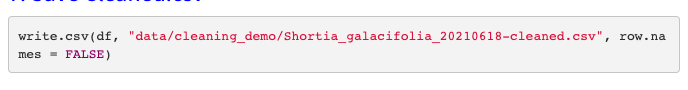 write.csv(df, "data/cleaning_demo/Shortia_galacifolia_20210618-cleaned.csv", row.na
mes = FALSE)